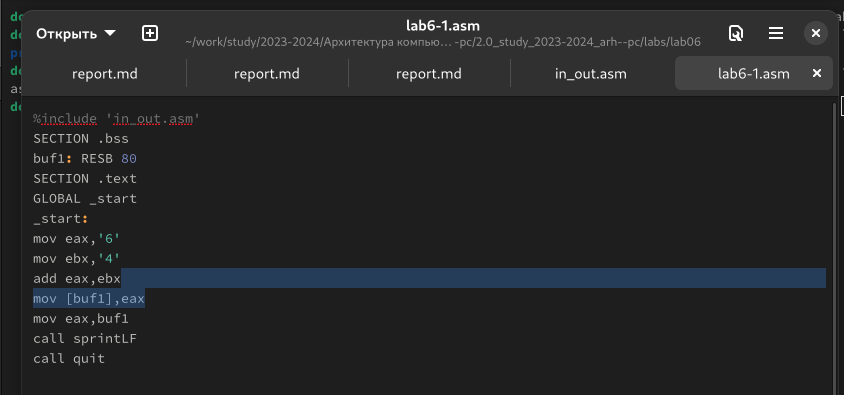 Открыть
lab6-1.asm
~/work/study/2023-2024/Архитектура компью…-pc/2.0_study_2023-2024_arh--pc/labs/lab06
report.md report.md report.md in_out.asm lab6-1.asm
%include 'in_out.asm'
SECTION .bss
buf1: RESB 80
SECTION .text
GLOBAL _start
_start:
mov eax,'6'
mov ebx,'4'
add eax,ebx
mov [buf1],eax
mov eax,buf1
call sprintLF
call quit